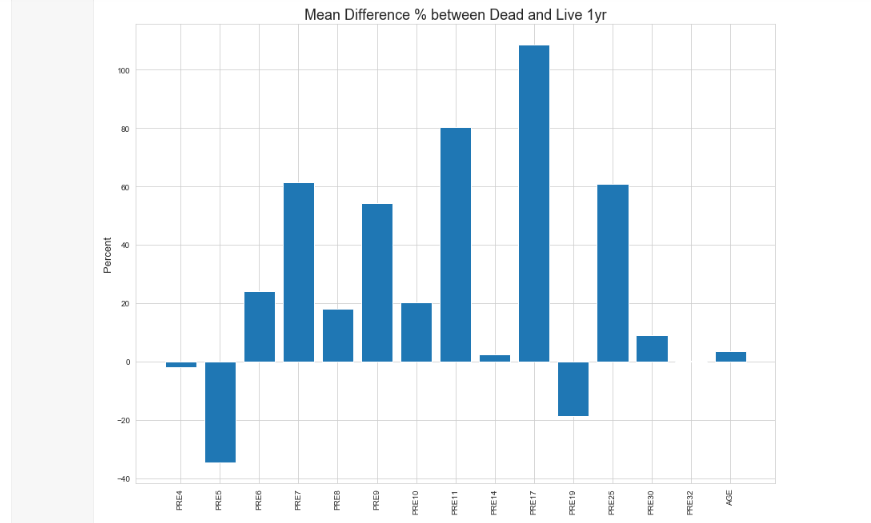 Mean Difference % between Dead and Live 1yr
Percent
100
80
60
40
20
0
−20
−40
PRE4 PRE5 PRE6 PRE7 PRE8 PRE9 PRE10 PRE11 PRE14 PRE17 PRE19 PRE25 PRE30 PRE32 AGE